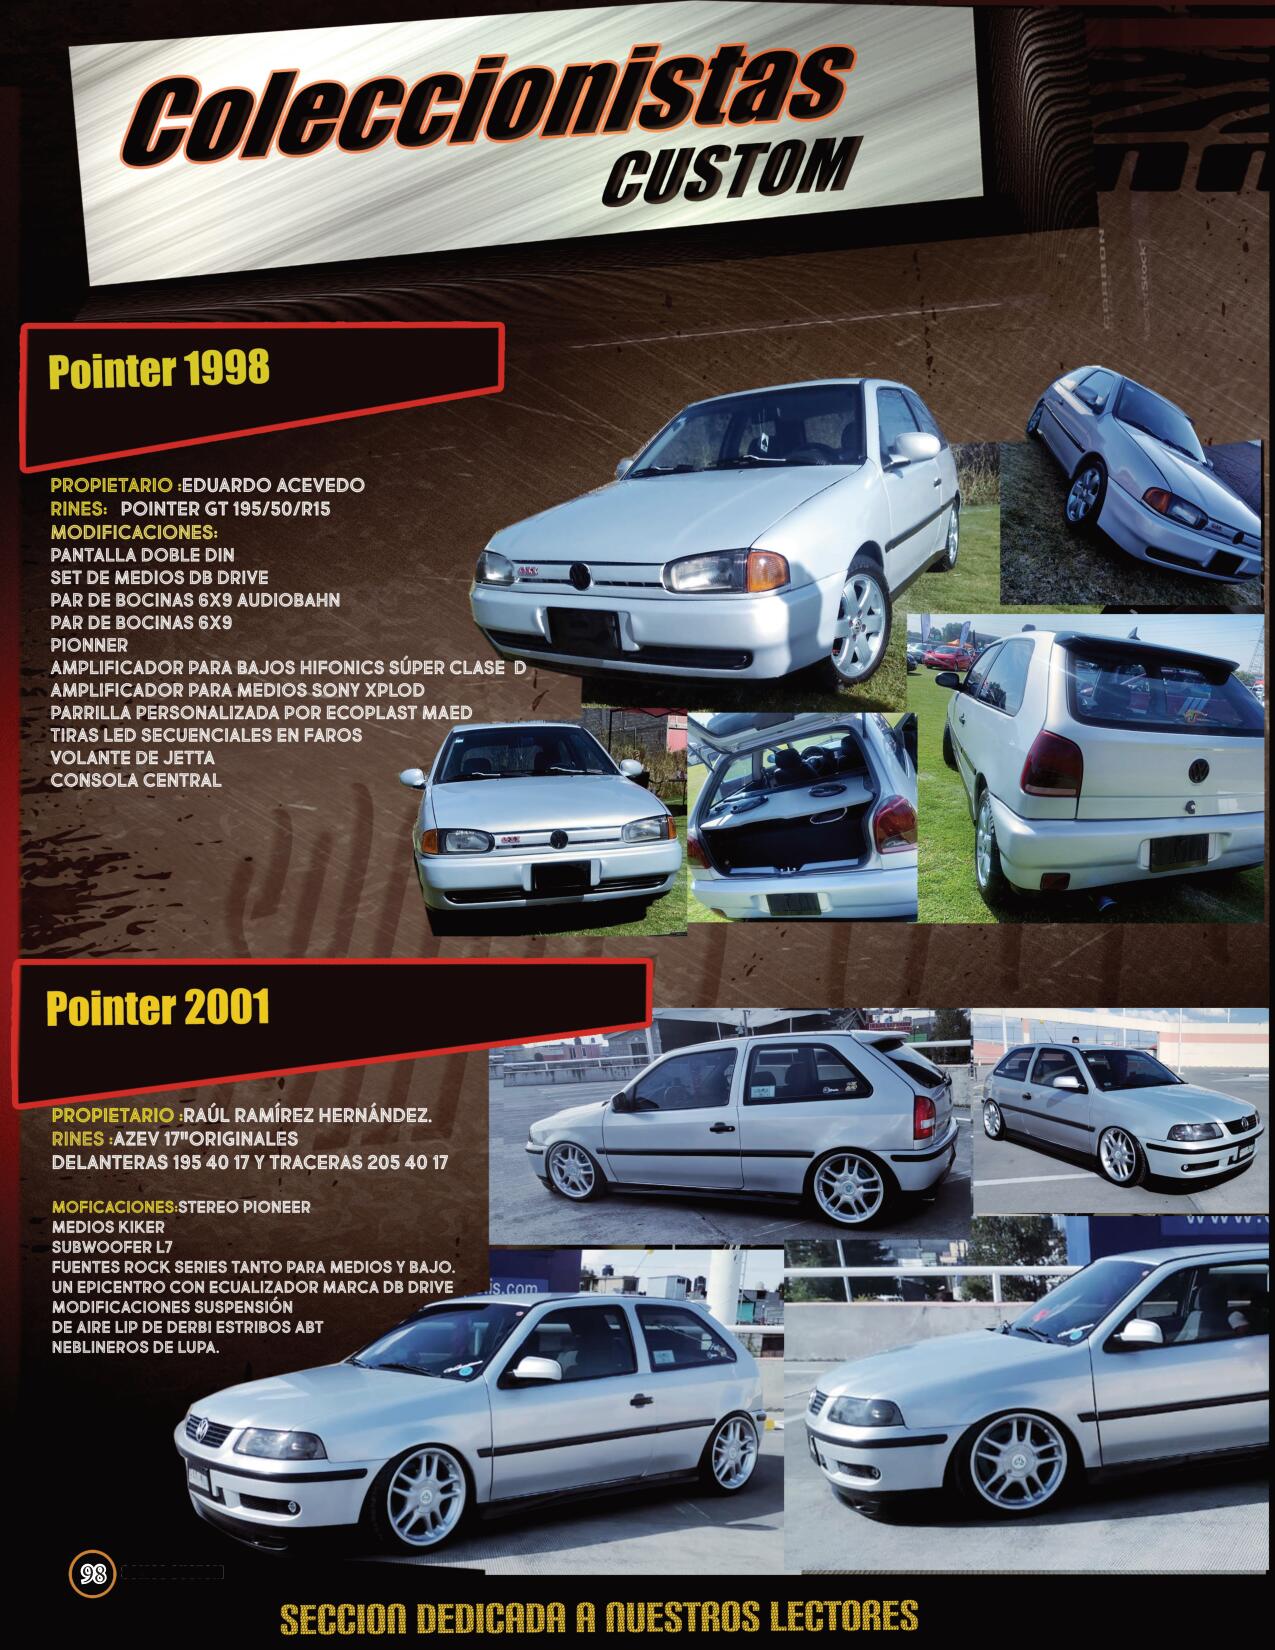 Coleccionistas
CUSTOM
Pointer 1998
PROPIETARIO :EDUARDO ACEVEDO
RINES: POINTER GT 195/50/R15
MODIFICACIONES:
PANTALLA DOBLE DIN
SET DE MEDIOS DB DRIVE
PAR DE BOCINAS 6X9 AUDIOBAHN
PAR DE BOCINAS 6X9
PIONNER
AMPLIFICADOR PARA BAJOS HIFONICS SÚPER CLASE D
AMPLIFICADOR PARA MEDIOS SONY XPLOD
PARRILLA PERSONALIZADA POR ECOPLAST MAED
TIRAS LED SECUENCIALES EN FAROS
VOLANTE DE JETTA
CONSOLA CENTRAL
Pointer 2001
PROPIETARIO :RAÚL RAMÍREZ HERNÁNDEZ.
RINES :AZEV 17"ORIGINALES
DELANTERAS 195 40 17 Y TRACERAS 205 40 17
MOFICACIONES:STEREO PIONEER
MEDIOS KIKER
SUBWOOFER L7
FUENTES ROCK SERIES TANTO PARA MEDIOS Y BAJO.
UN EPICENTRO CON ECUALIZADOR MARCA DB DRIVE
MODIFICACIONES SUSPENSIÓN
DE AIRE LIP DE DERBI ESTRIBOS ABT
NEBLINEROS DE LUPA.
is.com
www.
98
SECCION DEDICADA A NUESTROS LECTORES